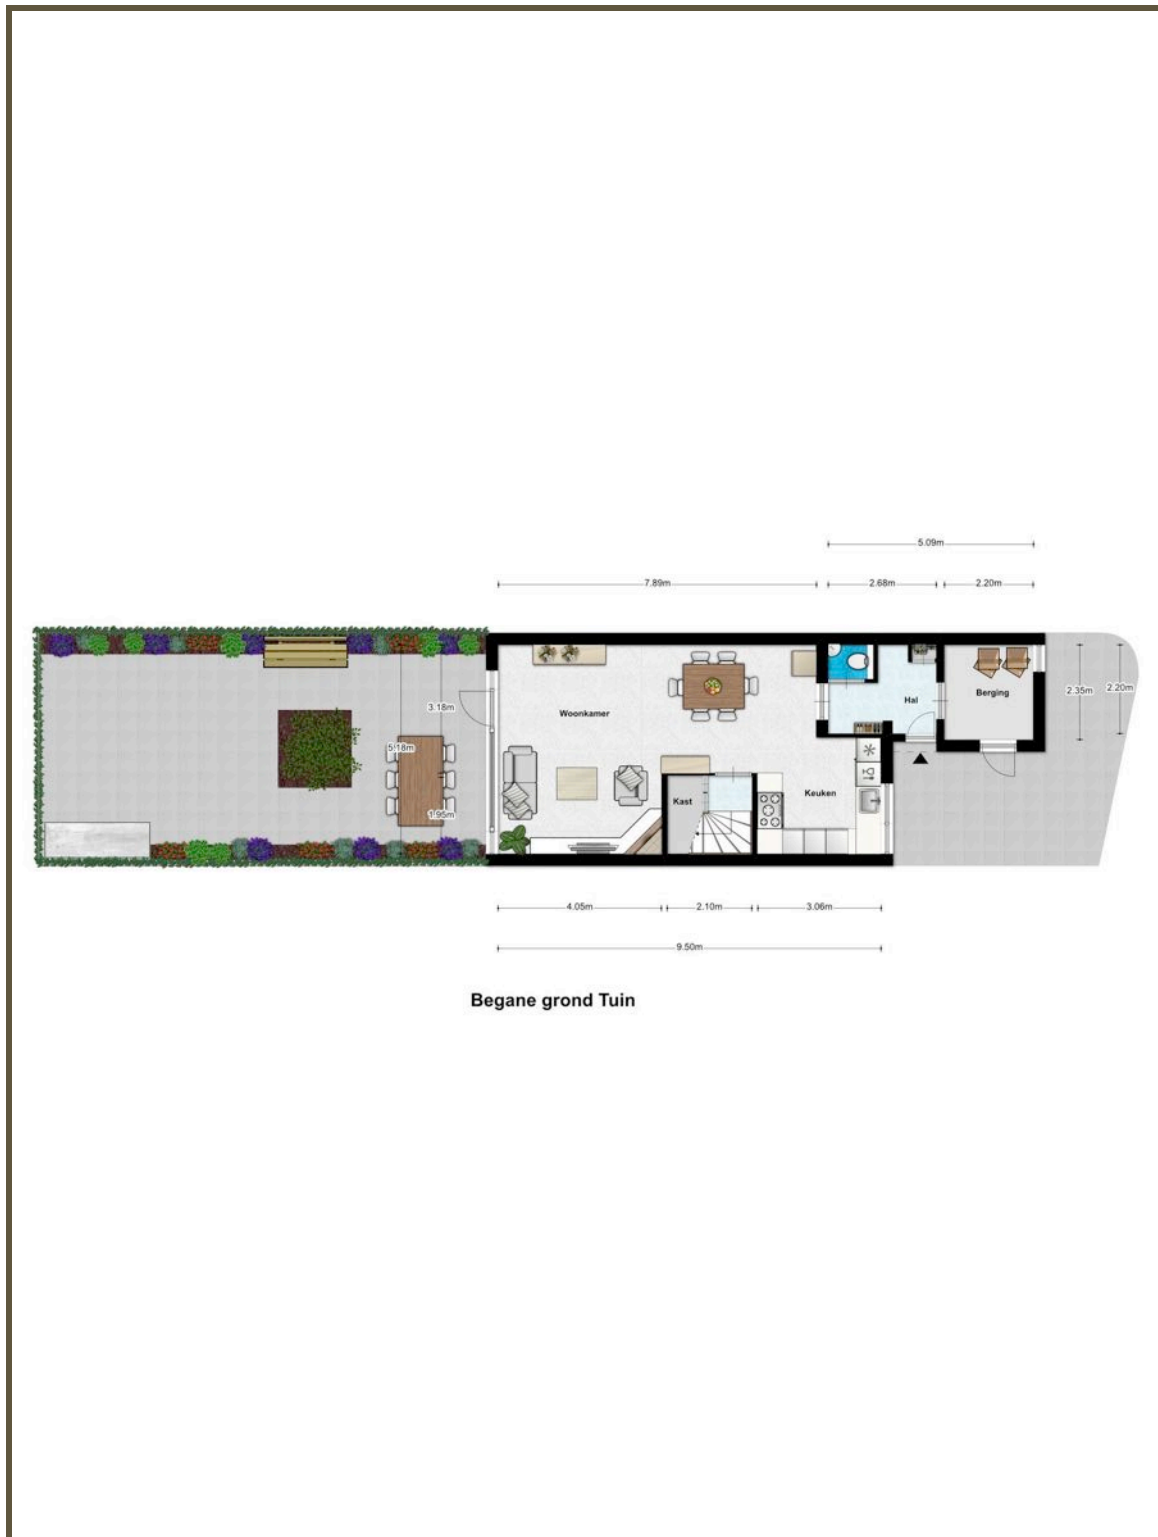 5.09m
7.89m
2.68m
2.20m
2.35m
2.20m
Berging
Hal
3.18m
Woonkamer
5.18m
Keuken
Kast
1.95m
4.05m
2.10m
3.06m
9.50m
Begane grond Tuin